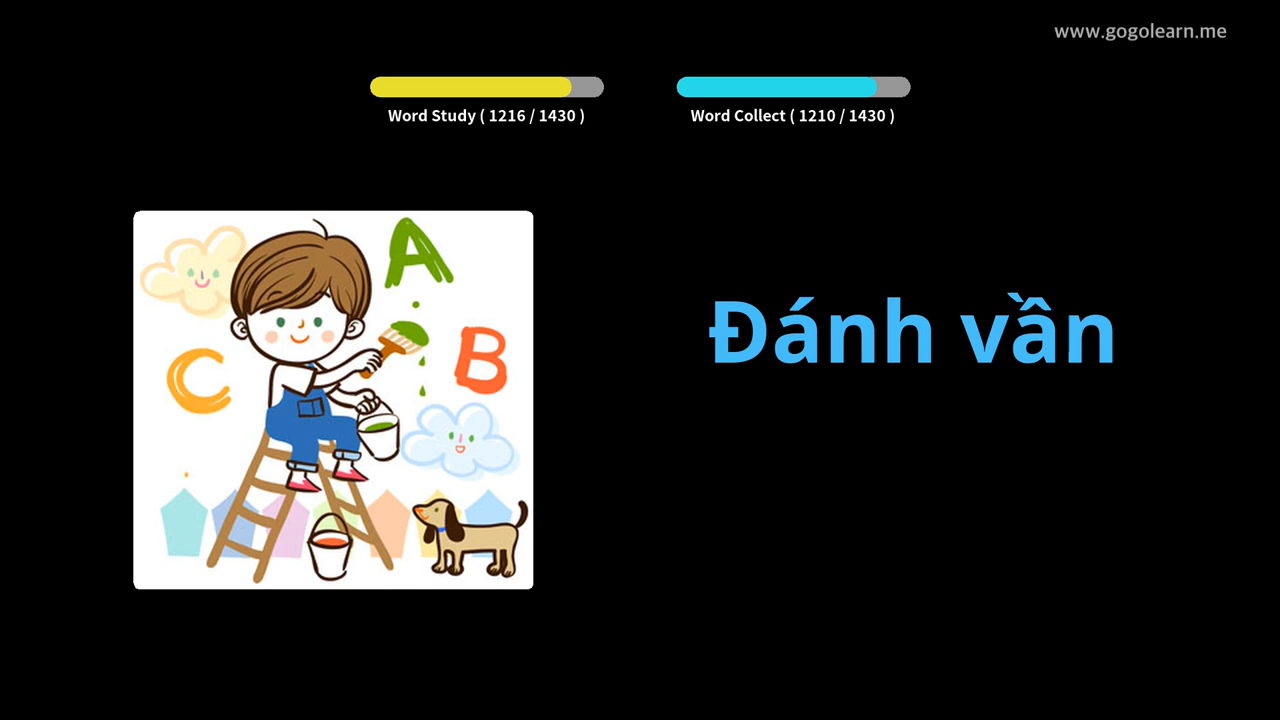 www.gogolearn.me
Word Study ( 1216 / 1430 )
Word Collect ( 1210 / 1430 )
A
B
C
Đánh vần